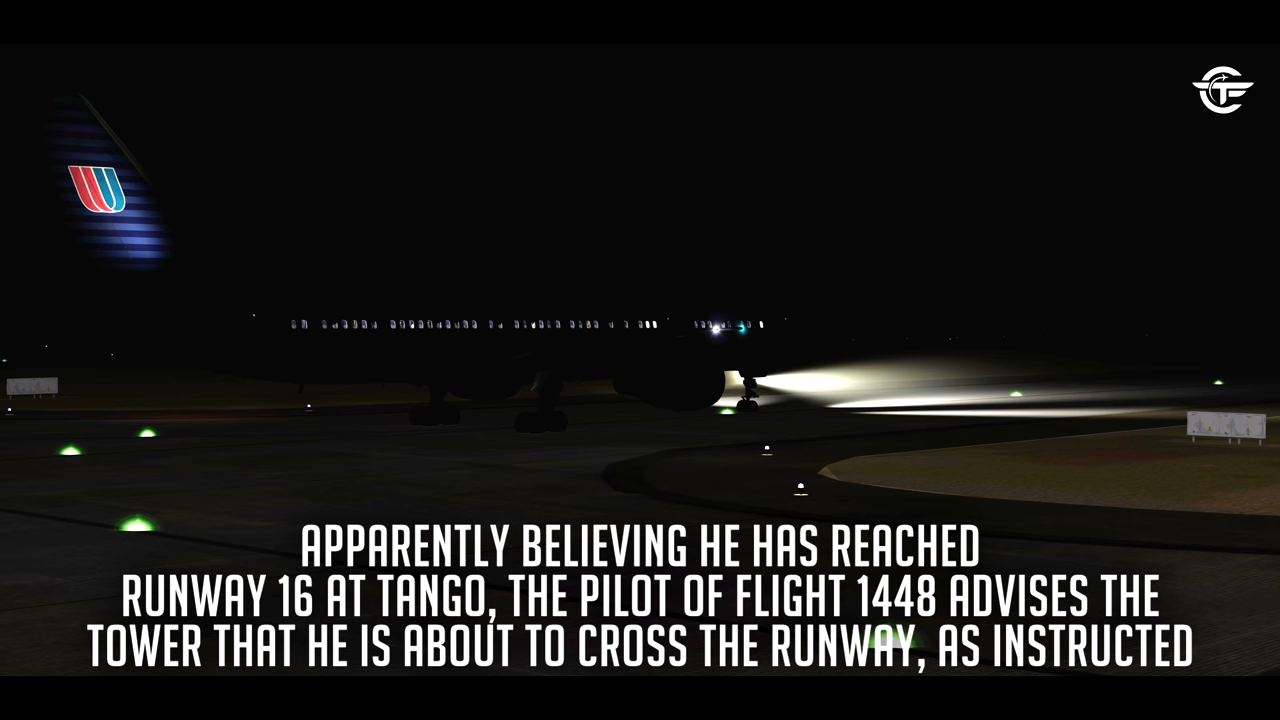 APPARENTLY BELIEVING HE HAS REACHED
RUNWAY 16 AT TANGO, THE PILOT OF FLIGHT 1448 ADVISES THE
TOWER THAT HE IS ABOUT TO CROSS THE RUNWAY, AS INSTRUCTED